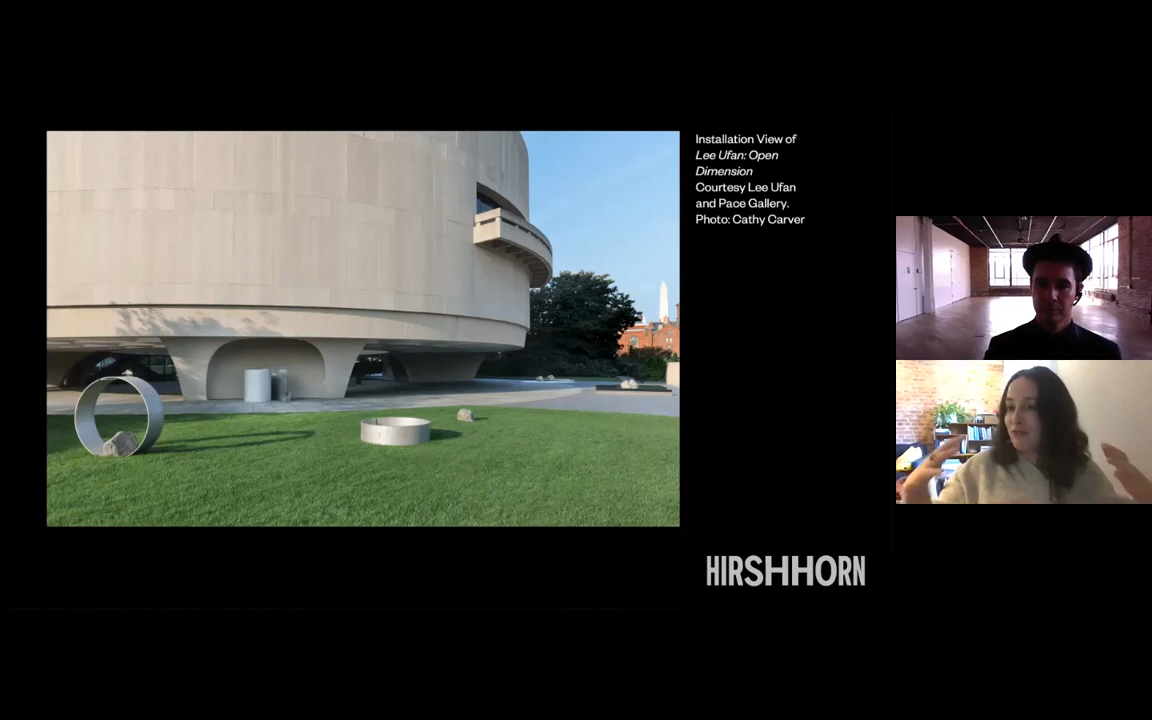 Installation View of
Lee Ufan: Open
Dimension
Courtesy Lee Ufan
and Pace Gallery.
Photo: Cathy Carver
HIRSHHORN